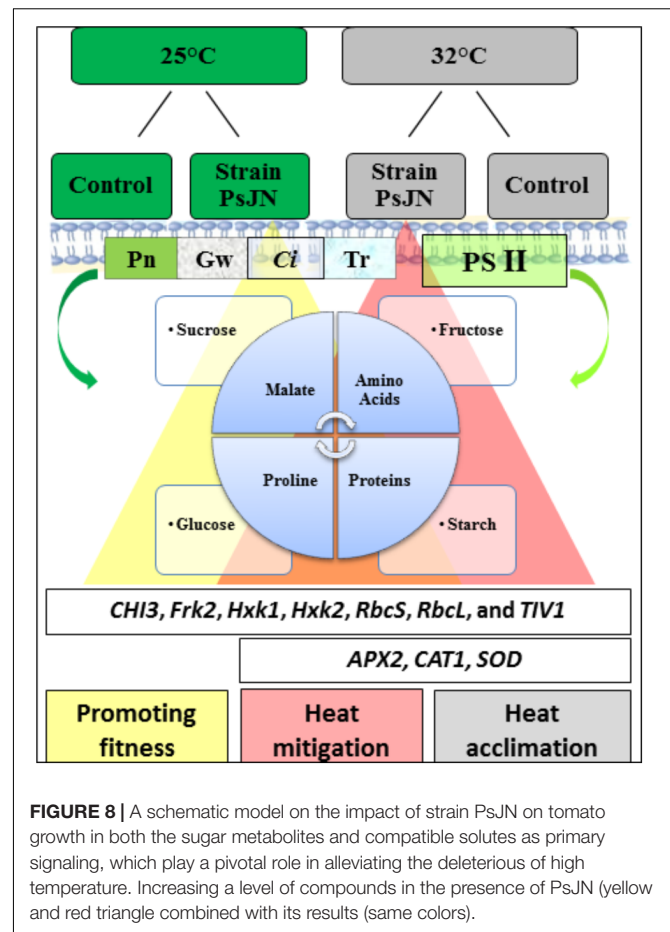 25°C
32°C
Control
Strain
PsJN
Strain
PsJN
Control
Pn
Gw
Ci
Tr
PS II
• Sucrose
• Fructose
Malate
Amino
Acids
Proline
Proteins
• Glucose
• Starch
CHI3, Frk2, Hxk1, Hxk2, RbcS, RbcL, and TIV1
APX2, CAT1, SOD
Promoting
fitness
Heat
mitigation
Heat
acclimation
FIGURE 8 | A schematic model on the impact of strain PsJN on tomato
growth in both the sugar metabolites and compatible solutes as primary
signaling, which play a pivotal role in alleviating the deleterious of high
temperature. Increasing a level of compounds in the presence of PsJN (yellow
and red triangle combined with its results (same colors).